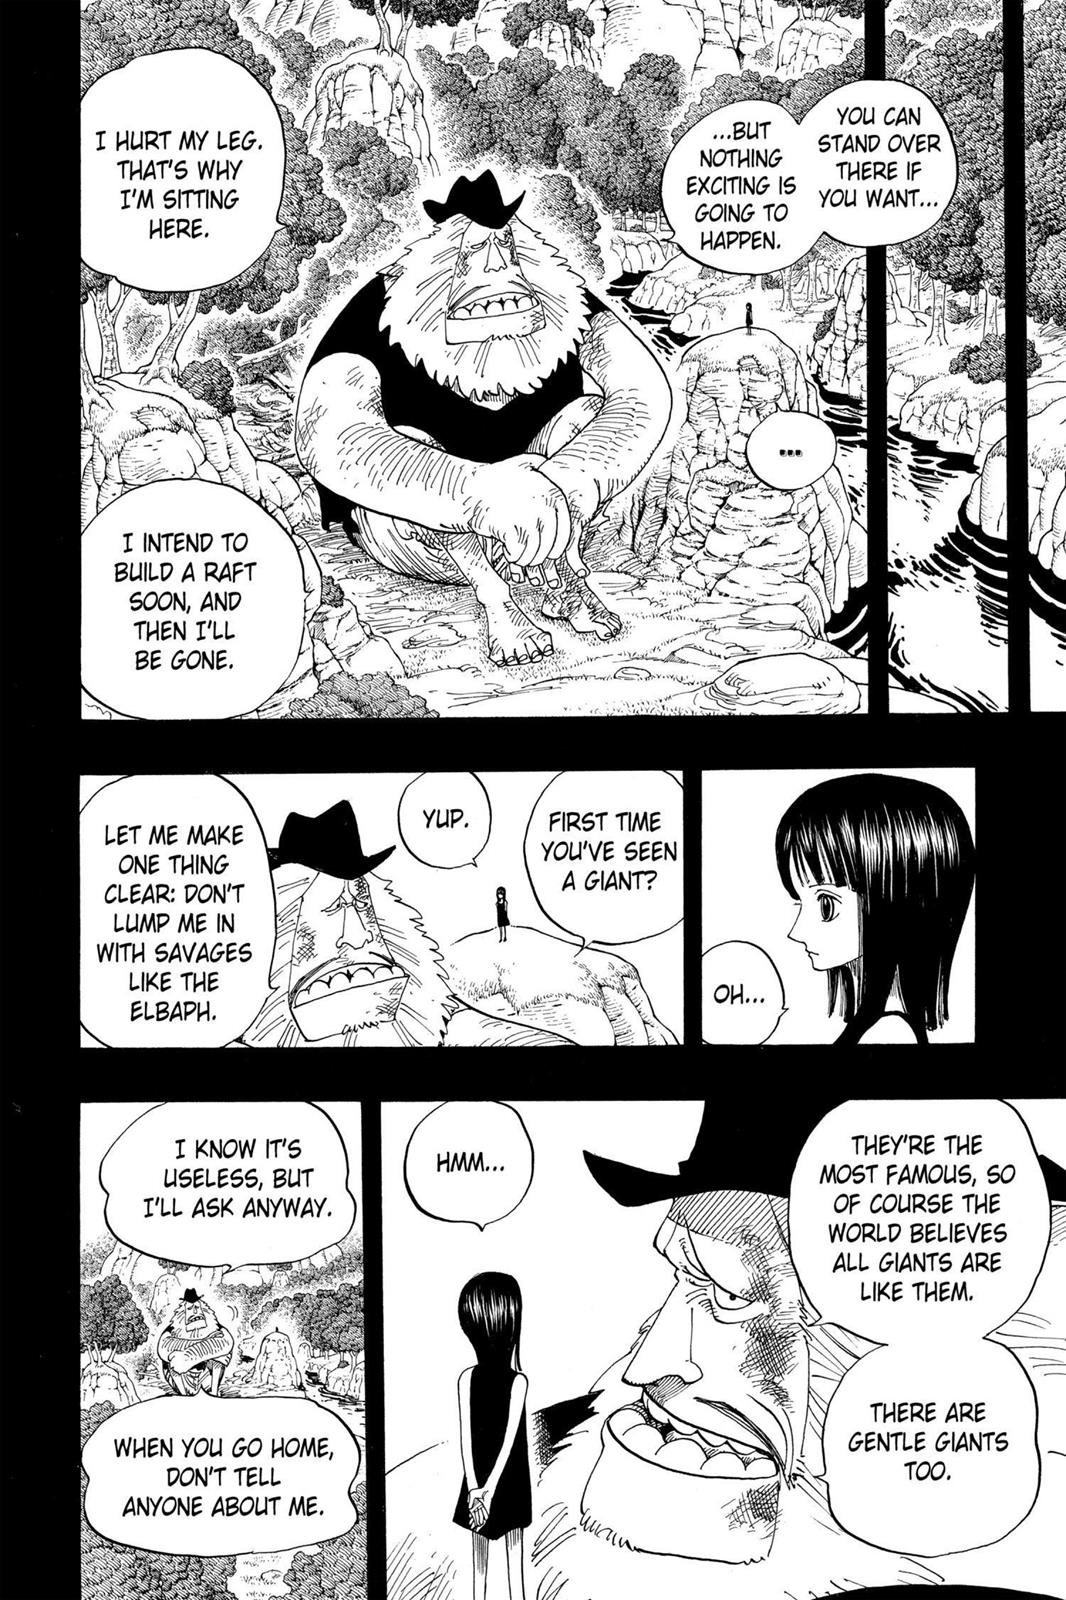 YOU CAN
STAND OVER
THERE IF
YOU WANT...
...BUT
NOTHING
EXCITING IS
GOING TO
HAPPEN.
...
I HURT MY LEG.
THAT'S WHY
I'M SITTING
HERE.
I INTEND TO
BUILD A RAFT
SOON, AND
THEN I'LL
BE GONE.
OH...
FIRST TIME
YOU'VE SEEN
A GIANT?
YUP.
LET ME MAKE
ONE THING
CLEAR: DON'T
LUMP ME IN
WITH SAVAGES
LIKE THE
ELBAPH.
THEY'RE THE
MOST FAMOUS, SO
OF COURSE THE
WORLD BELIEVES
ALL GIANTS ARE
LIKE THEM.
THERE ARE
GENTLE GIANTS
TOO.
HMM...
I KNOW IT'S
USELESS, BUT
I'LL ASK ANYWAY.
WHEN YOU GO HOME,
DON'T TELL
ANYONE ABOUT ME.